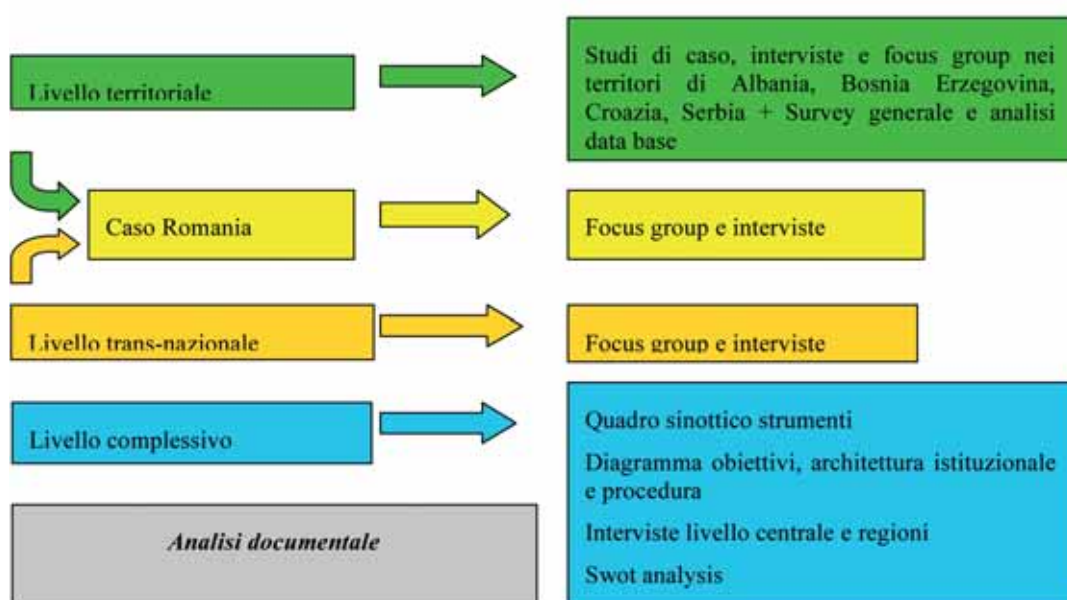 Livello territoriale
Studi di caso, interviste e focus group nei
territori di Albania, Bosnia Erzegovina,
Croazia, Serbia + Survey generale e analisi
data base
Caso Romania
Focus group e interviste
Livello trans-nazionale
Focus group e interviste
Livello complessivo
Quadro sinottico strumenti
Diagramma obiettivi, architettura istituzionale
e procedura
Interviste livello centrale e regioni
Swot analysis
Analisi documentale